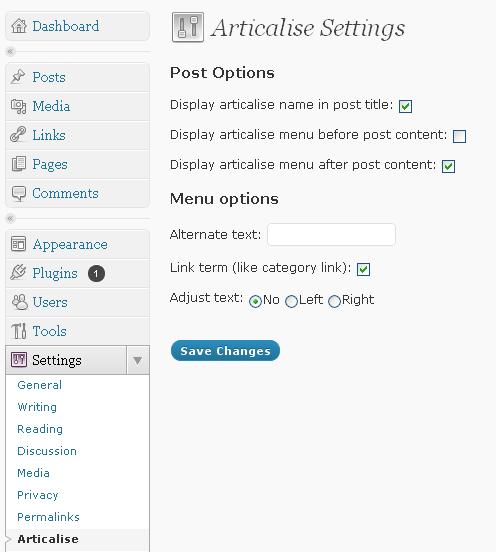 Dashboard
Posts
Media
Links
Pages
Comments
Appearance
Plugins 1
Users
Tools
Settings
General
Writing
Reading
Discussion
Media
Privacy
Permalinks
Articalise
Articalise Settings
Post Options
Display articalise name in post title:
Display articalise menu before post content:
Display articalise menu after post content:
Menu options
Alternate text:
Link term (like category link):
Adjust text: No Left Right
Save Changes